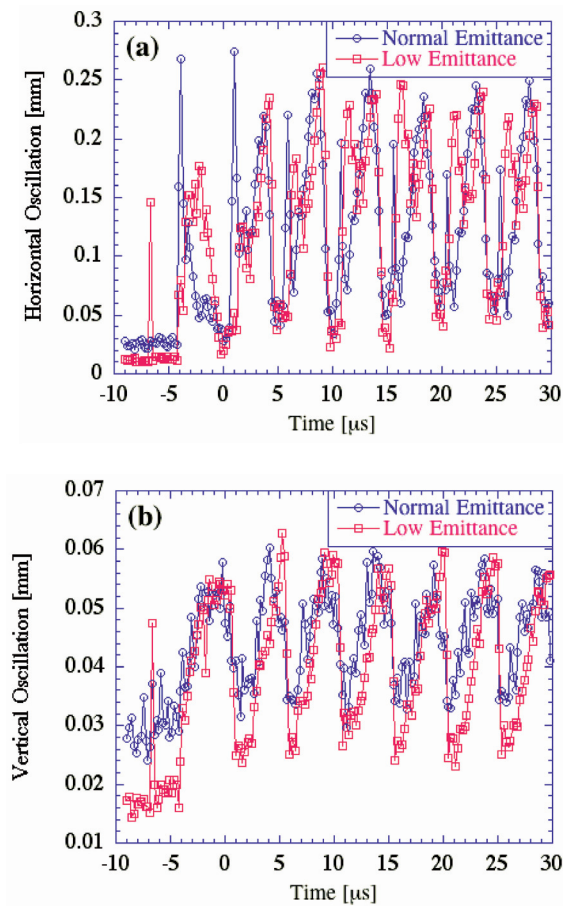 (a)
Normal Emittance
Low Emittance
0.3
0.25
0.2
0.15
0.1
0.05
0
Horizontal Oscillation [mm]
-10 -5 0 5 10 15 20 25 30
Time [μs]
(b)
Normal Emittance
Low Emittance
0.07
0.06
0.05
0.04
0.03
0.02
0.01
Vertical Oscillation [mm]
-10 -5 0 5 10 15 20 25 30
Time [μs]